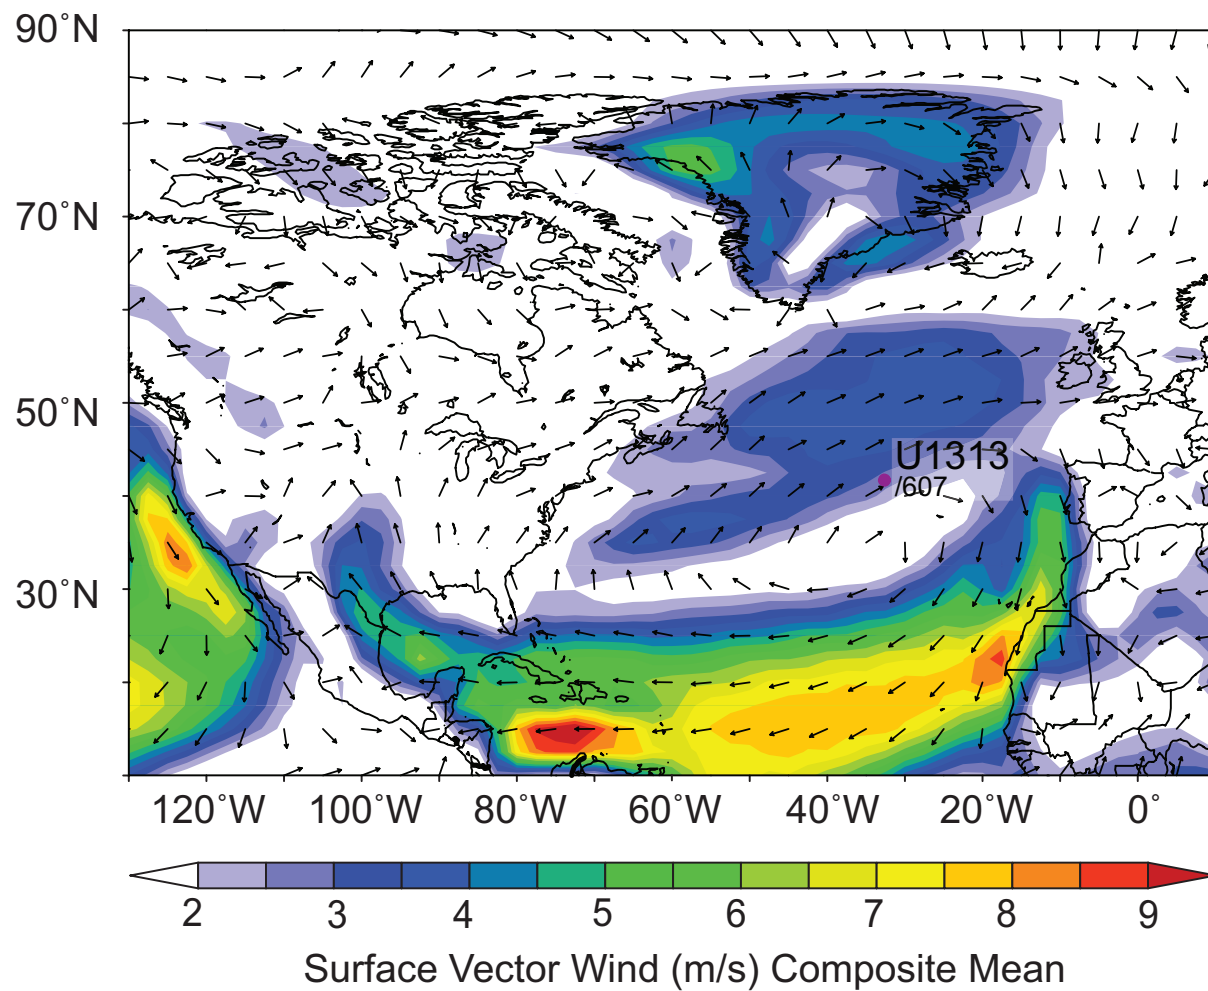 90°N
70°N
50°N
30°N
U1313
/607
120°W 100°W 80°W 60°W 40°W 20°W 0°
2 3 4 5 6 7 8 9
Surface Vector Wind (m/s) Composite Mean